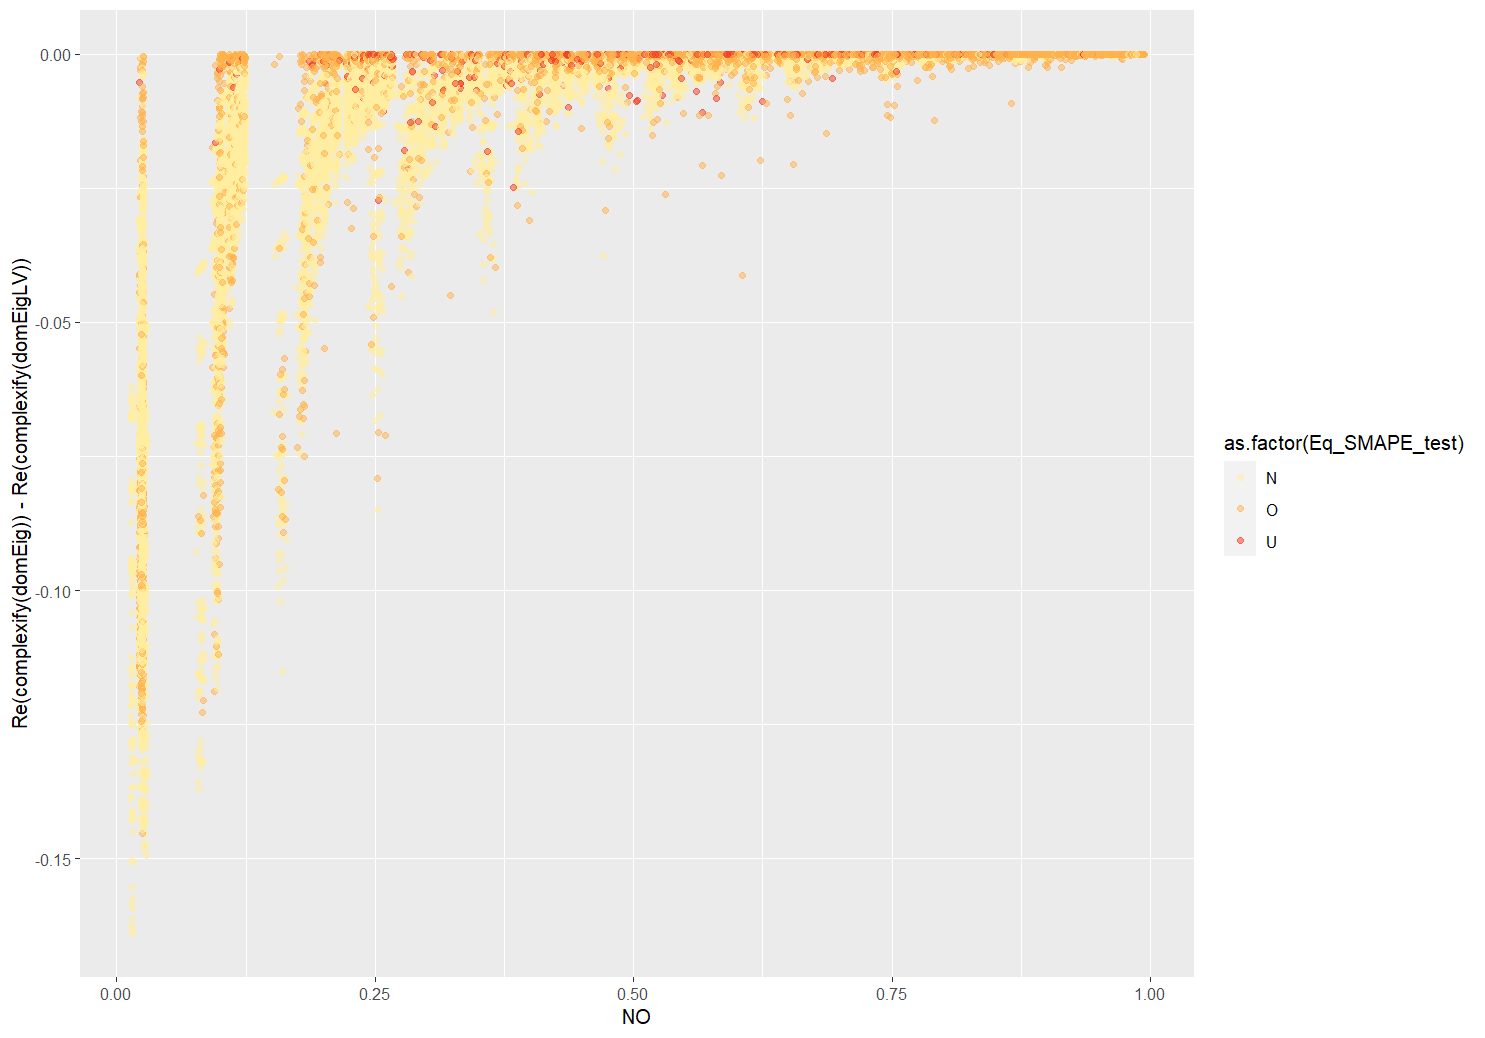 0.00
-0.05
-0.10
-0.15
Re(complexify(domEig)) - Re(complexify(domEigLV))
0.00
0.25
0.50
0.75
1.00
NO
as.factor(Eq_SMAPE_test)
N
O
U